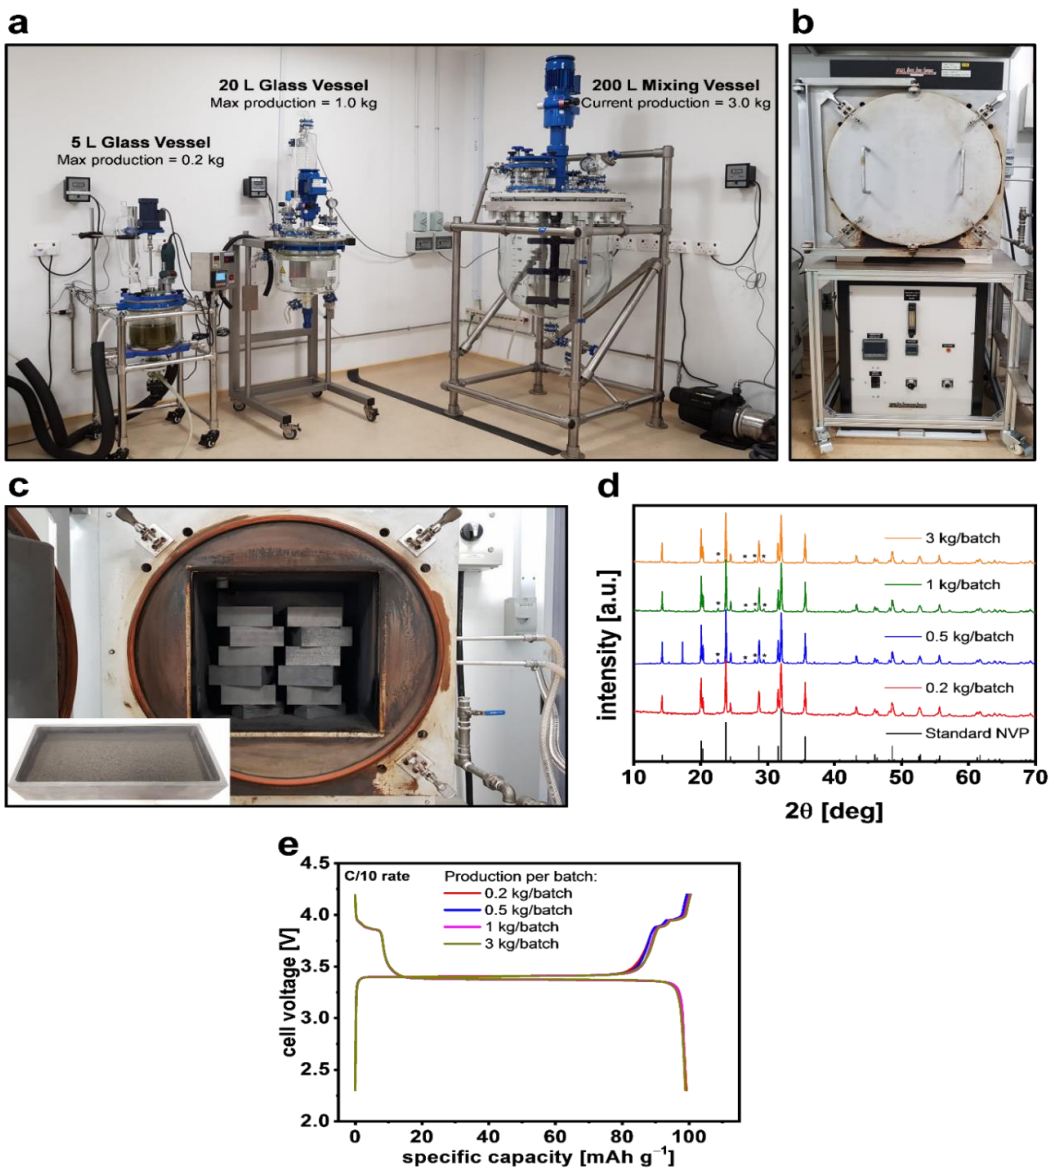 a
20 L Glass Vessel
Max production = 1.0 kg
200 L Mixing Vessel
Current production = 3.0 kg
5 L Glass Vessel
Max production = 0.2 kg
b
c
d
3 kg/batch
* * * *
1 kg/batch
* * * *
0.5 kg/batch
* * * *
0.2 kg/batch
Standard NVP
intensity [a.u.]
10 20 30 40 50 60 70
2θ [deg]
e
C/10 rate
Production per batch:
0.2 kg/batch
0.5 kg/batch
1 kg/batch
3 kg/batch
4.5
4.0
3.5
3.0
2.5
2.0
cell voltage [V]
0 20 40 60 80 100
specific capacity [mAh g⁻¹]